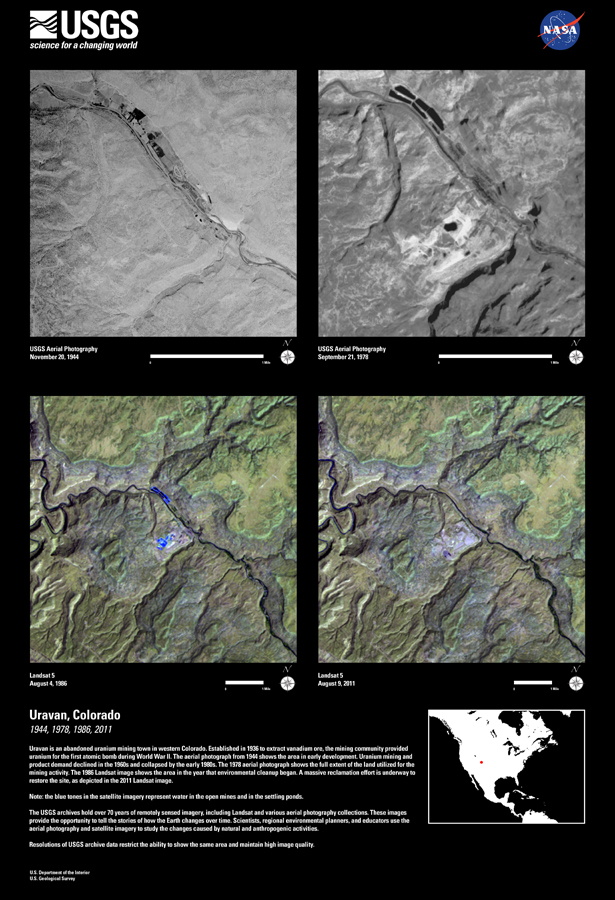 USGS
science for a changing world
NASA
USGS Aerial Photography
November 20, 1944
N
0
1 Mile
USGS Aerial Photography
September 21, 1978
N
0
1 Mile
Landsat 5
August 4, 1986
N
0
1 Mile
Landsat 5
August 9, 2011
N
0
1 Mile
Uravan, Colorado
1944, 1978, 1986, 2011
Uravan is an abandoned uranium mining town in western Colorado. Established in 1936 to extract vanadium ore, the mining community provided
uranium for the first atomic bomb during World War II. The aerial photograph from 1944 shows the area in early development. Uranium mining and
product demand declined in the 1960s and collapsed by the early 1980s. The 1978 aerial photograph shows the full extent of the land utilized for the
mining activity. The 1986 Landsat image shows the area in the year that environmental cleanup began. A massive reclamation effort is underway to
restore the site, as depicted in the 2011 Landsat image.
Note: the blue tones in the satellite imagery represent water in the open mines and in the settling ponds.
The USGS archives hold over 70 years of remotely sensed imagery, including Landsat and various aerial photography collections. These images
provide the opportunity to tell the stories of how the Earth changes over time. Scientists, regional environmental planners, and educators use the
aerial photography and satellite imagery to study the changes caused by natural and anthropogenic activities.
Resolutions of USGS archive data restrict the ability to show the same area and maintain high image quality.
U.S. Department of the Interior
U.S. Geological Survey